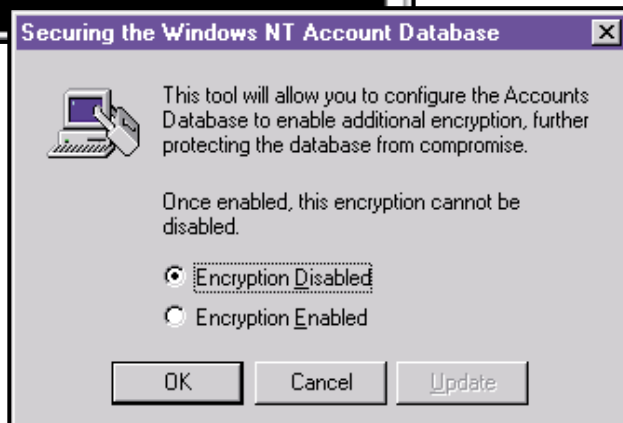 Securing the Windows NT Account Database
This tool will allow you to configure the Accounts
Database to enable additional encryption, further
protecting the database from compromise.
Once enabled, this encryption cannot be
disabled.
Encryption Disabled
Encryption Enabled
OK
Cancel
Update